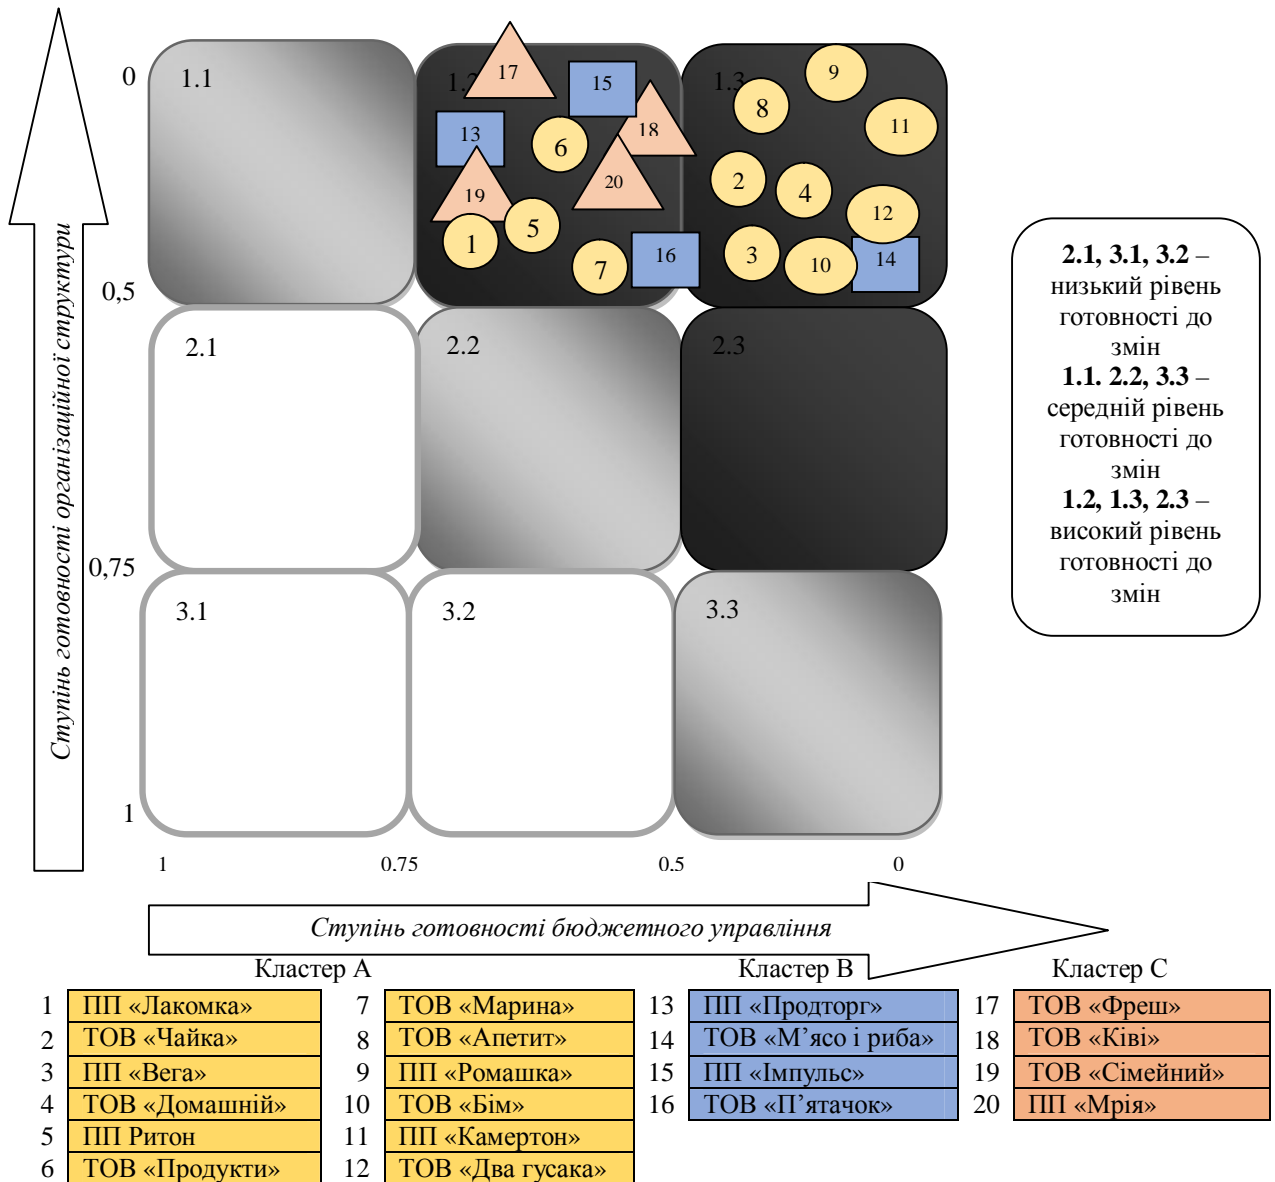 Ступінь готовності організаційної структури
0
0,5
0,75
1
1.1
1.2
1.3
17
15
13
18
6
19
20
1
5
7
16
9
8
11
2
4
12
3
10
14
2.1
2.2
2.3
3.1
3.2
3.3
2.1, 3.1, 3.2 –
низький рівень
готовності до
змін
1.1. 2.2, 3.3 –
середній рівень
готовності до
змін
1.2, 1.3, 2.3 –
високий рівень
готовності до
змін
1
0,75
0,5
0
Ступінь готовності бюджетного управління
Кластер А
1 ПП «Лакомка»
2 ТОВ «Чайка»
3 ПП «Вега»
4 ТОВ «Домашній»
5 ПП Ритон
6 ТОВ «Продукти»
7 ТОВ «Марина»
8 ТОВ «Апетит»
9 ПП «Ромашка»
10 ТОВ «Бім»
11 ПП «Камертон»
12 ТОВ «Два гусака»
Кластер В
13 ПП «Продторг»
14 ТОВ «М’ясо і риба»
15 ПП «Імпульс»
16 ТОВ «П’ятачок»
Кластер С
17 ТОВ «Фреш»
18 ТОВ «Ківі»
19 ТОВ «Сімейний»
20 ПП «Мрія»